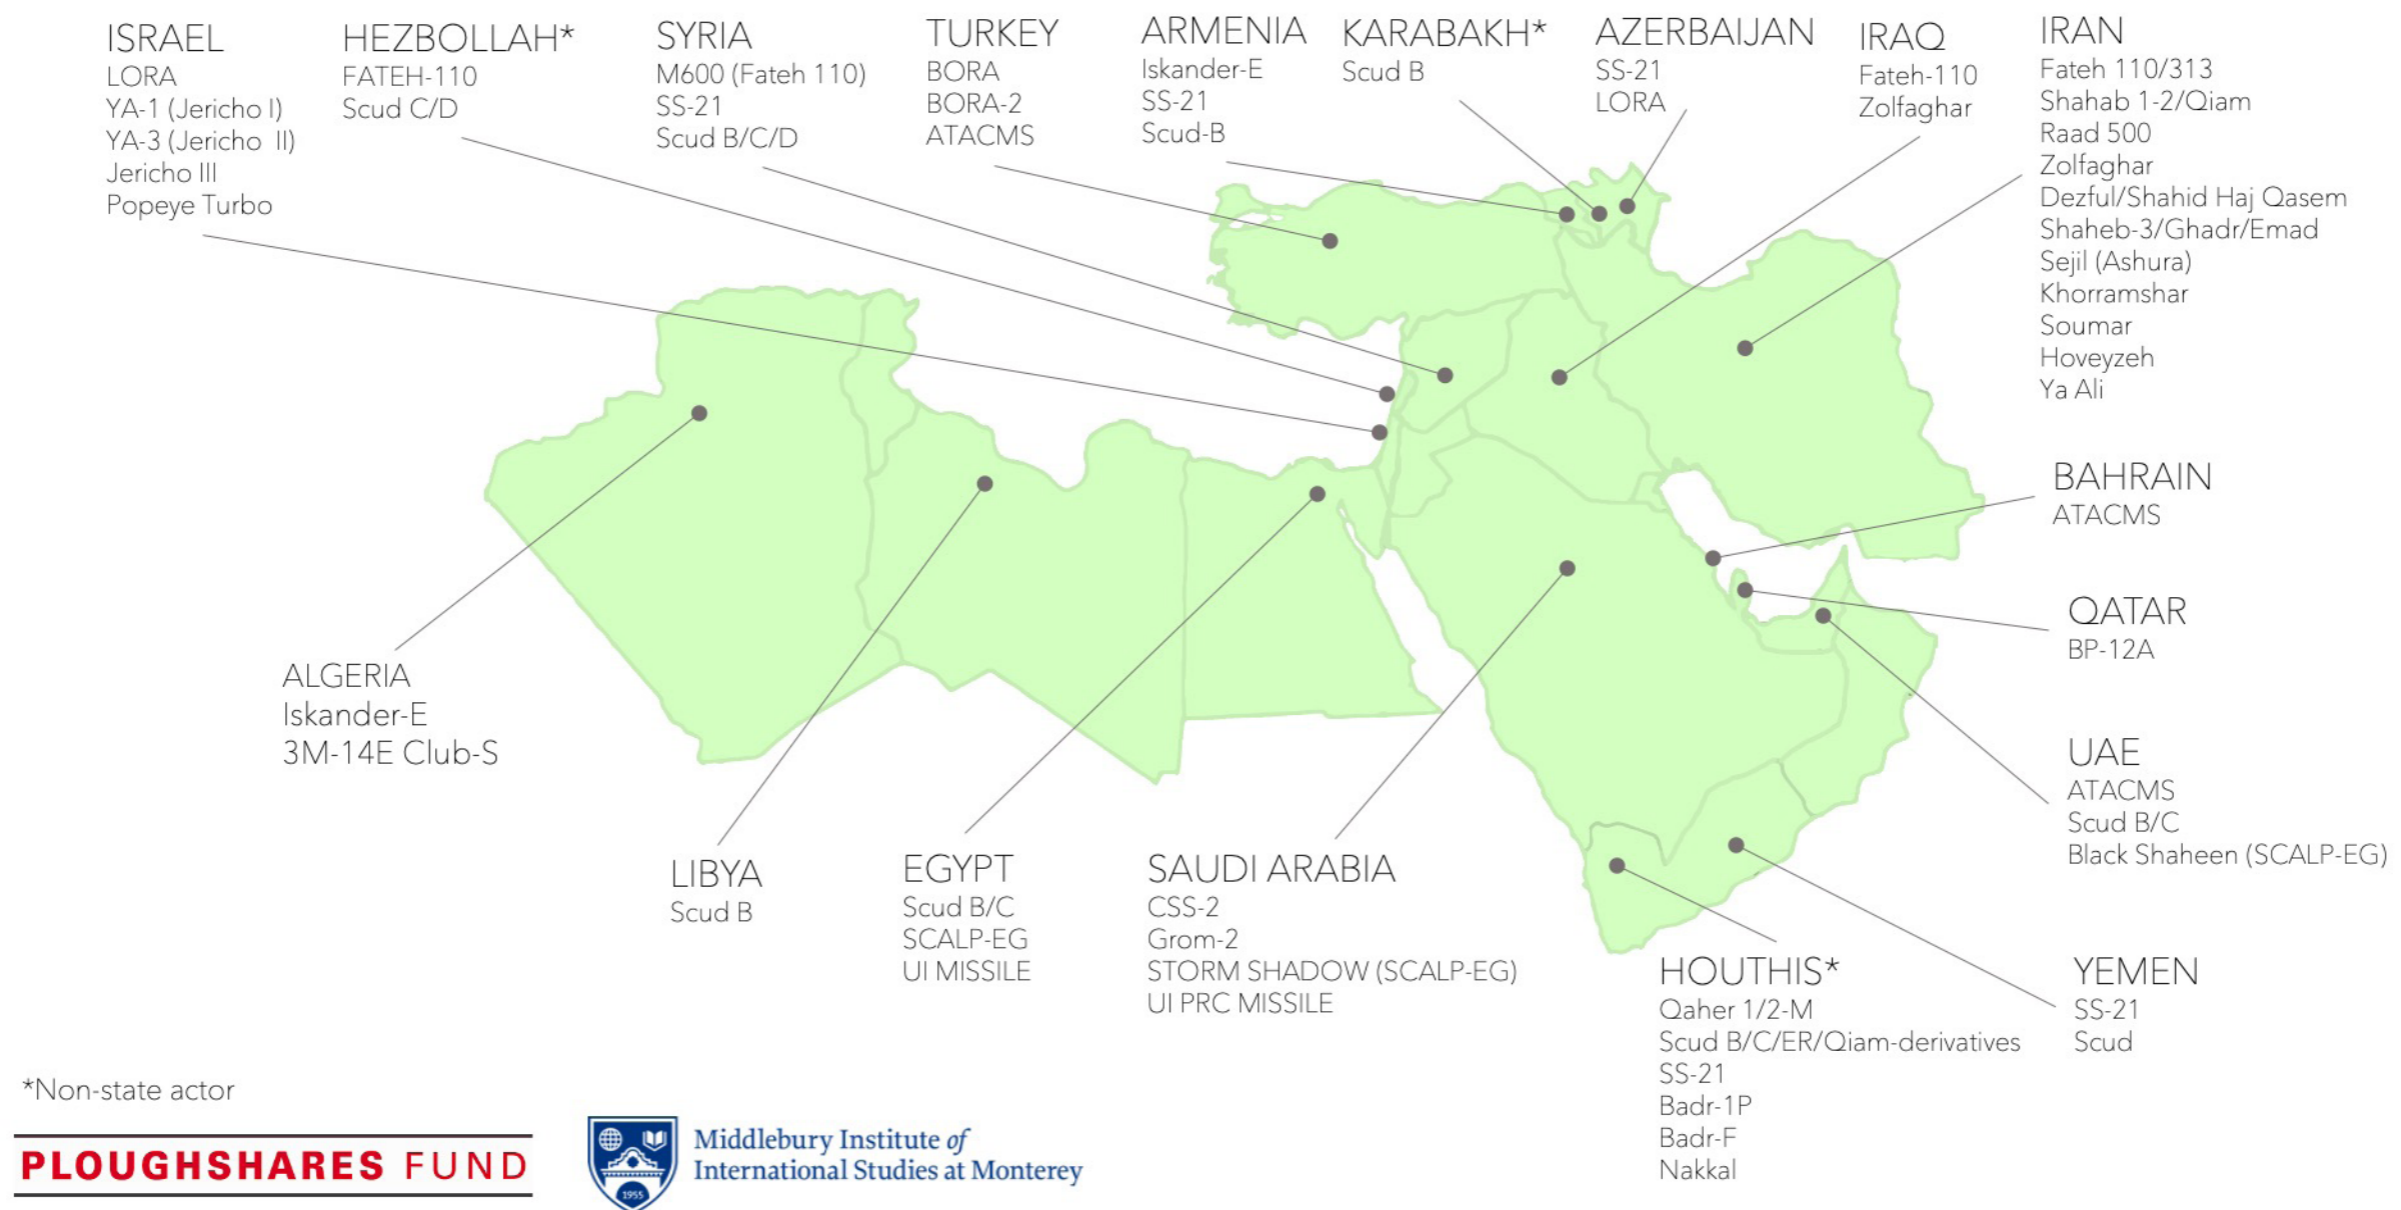 ISRAEL
LORA
YA-1 (Jericho I)
YA-3 (Jericho II)
Jericho III
Popeye Turbo
HEZBOLLAH*
FATEH-110
Scud C/D
SYRIA
M600 (Fateh 110)
SS-21
Scud B/C/D
TURKEY
BORA
BORA-2
ATACMS
ARMENIA
Iskander-E
SS-21
Scud-B
KARABAKH*
Scud B
AZERBAIJAN
SS-21
LORA
IRAQ
Fateh-110
Zolfaghar
IRAN
Fateh 110/313
Shahab 1-2/Qiam
Raad 500
Zolfaghar
Dezful/Shahid Haj Qasem
Shaheb-3/Ghadr/Emad
Sejil (Ashura)
Khorramshar
Soumar
Hoveyzeh
Ya Ali
BAHRAIN
ATACMS
QATAR
BP-12A
UAE
ATACMS
Scud B/C
Black Shaheen (SCALP-EG)
ALGERIA
Iskander-E
3M-14E Club-S
LIBYA
Scud B
EGYPT
Scud B/C
SCALP-EG
UI MISSILE
SAUDI ARABIA
CSS-2
Grom-2
STORM SHADOW (SCALP-EG)
UI PRC MISSILE
HOUTHIS*
Qaher 1/2-M
Scud B/C/ER/Qiam-derivatives
SS-21
Badr-1P
Badr-F
Nakkal
YEMEN
SS-21
Scud
*Non-state actor
PLOUGHSHARES FUND
1955
Middlebury Institute of
International Studies at Monterey